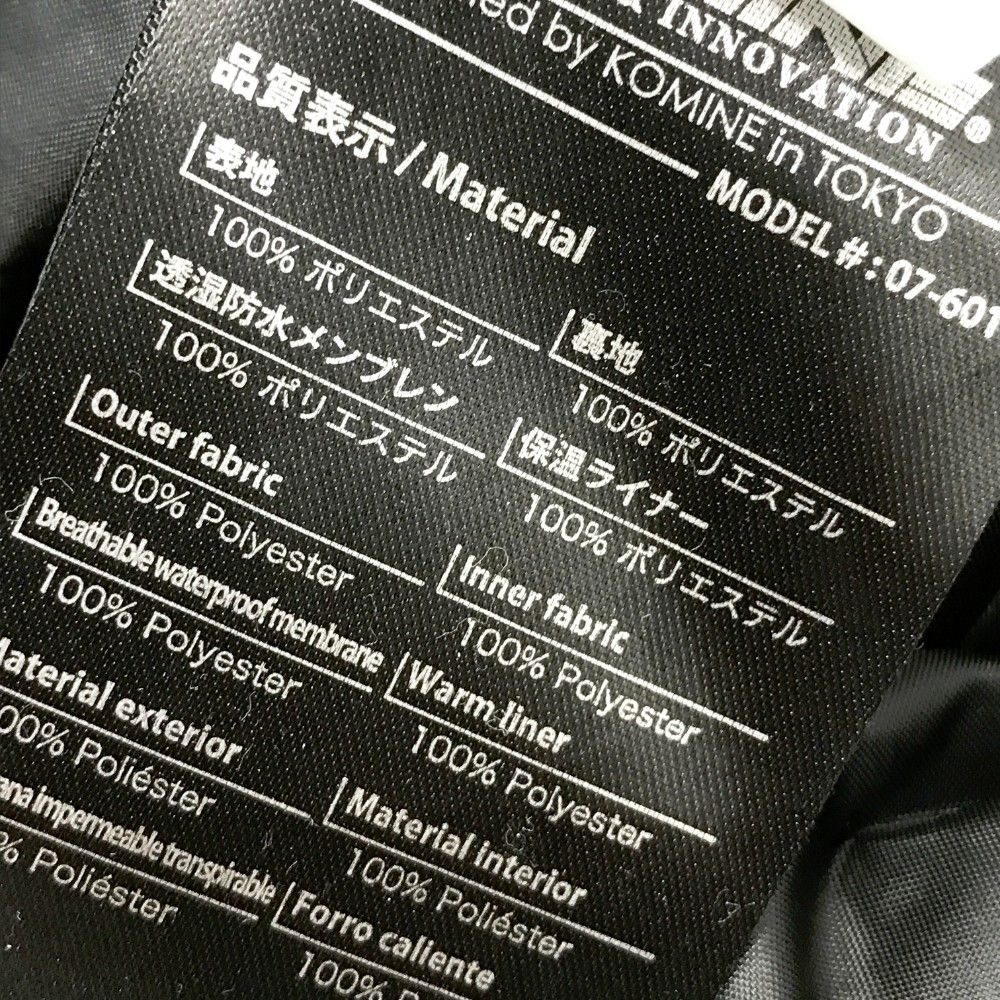 INNOVATION®
by KOMINE in TOKYO
MODEL #: 07-601
品質表示 / Material
表地
100% ポリエステル
裏地
100% ポリエステル
透湿防水メンブレン
100% ポリエステル
保温ライナー
100% ポリエステル
Outer fabric
100% Polyester
Inner fabric
100% Polyester
Breathable waterproof membrane
100% Polyester
Warm liner
100% Polyester
Material exterior
100% Poliéster
Material interior
100% Poliéster
impermeable transpirable
% Poliéster
Forro caliente
100%